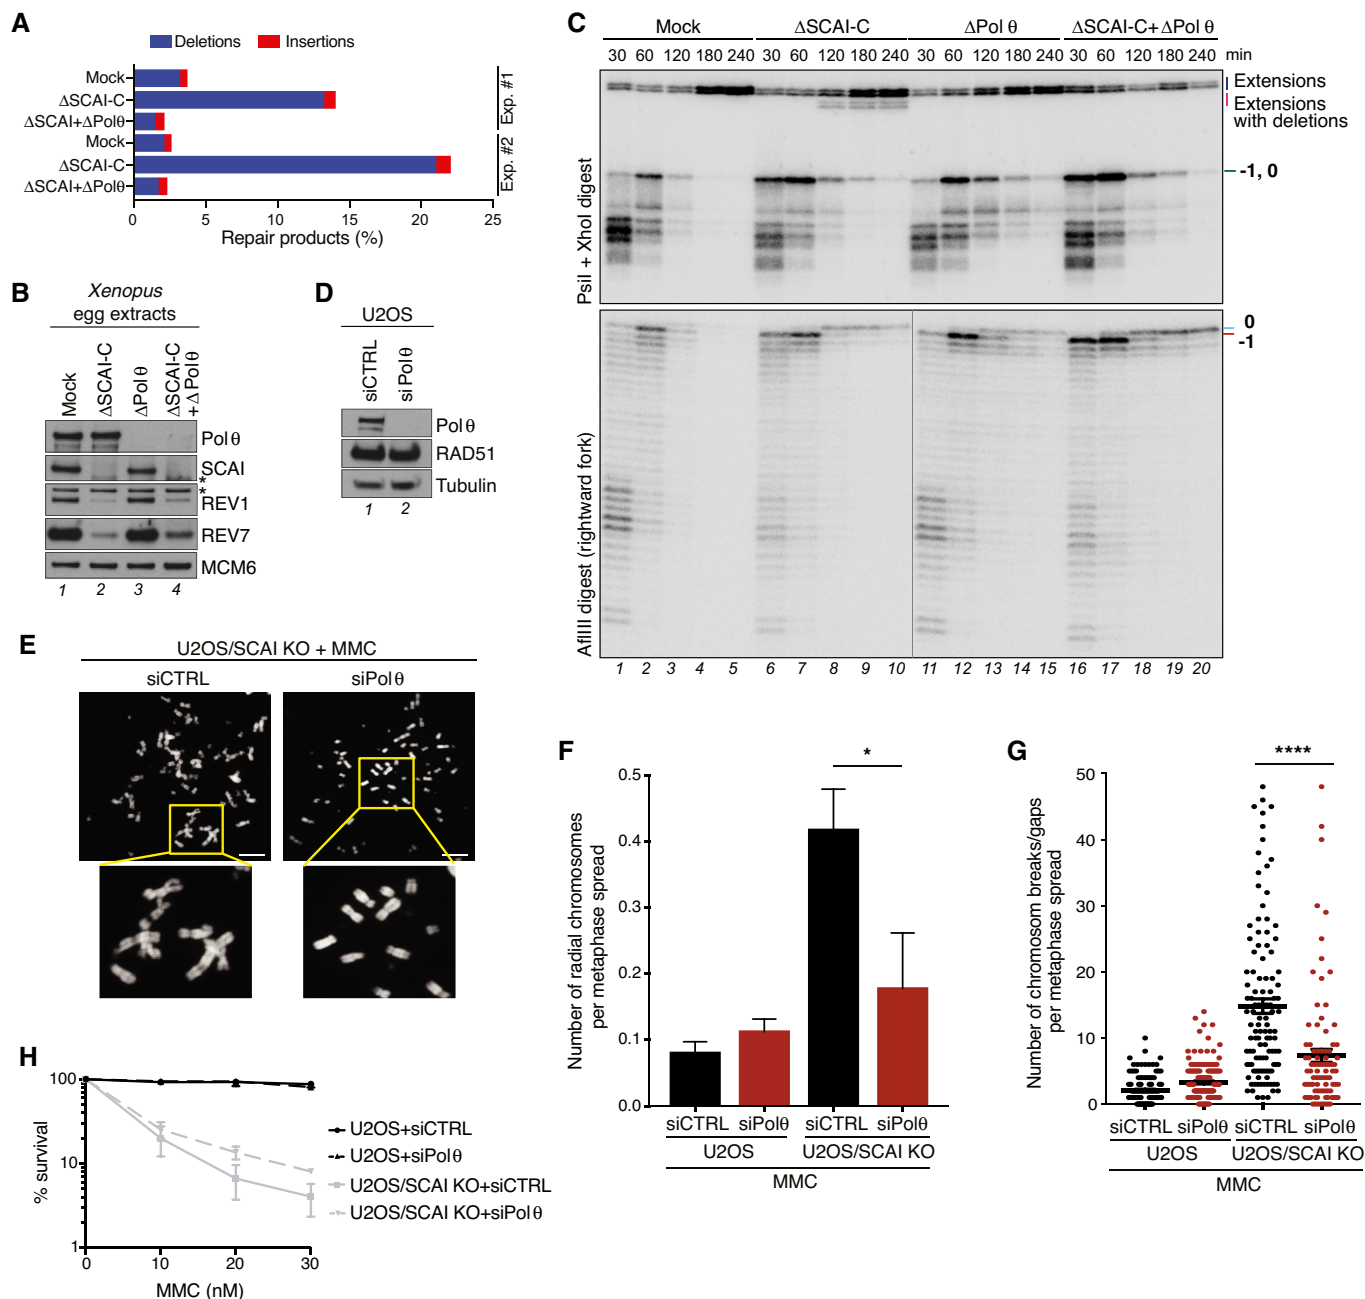 A
Deletions
Insertions
Mock
ΔSCAI-C
ΔSCAI+ΔPolθ
Mock
ΔSCAI-C
ΔSCAI+ΔPolθ
Exp. #1
Exp. #2
0 5 10 15 20 25
Repair products (%)
B
Xenopus
egg extracts
Mock
ΔSCAI-C
ΔPol θ
ΔSCAI-C
+ΔPol θ
Pol θ
SCAI
*
*
REV1
REV7
MCM6
1 2 3 4
C
Mock ΔSCAI-C ΔPol θ ΔSCAI-C+ΔPol θ
30 60 120 180 240 30 60 120 180 240 30 60 120 180 240 30 60 120 180 240 min
PsiI + XhoI digest
Extensions
Extensions
with deletions
-1, 0
AflIII digest (rightward fork)
0
-1
1 2 3 4 5 6 7 8 9 10 11 12 13 14 15 16 17 18 19 20
D
U2OS
siCTRL
siPol θ
Pol θ
RAD51
Tubulin
1 2
E
U2OS/SCAI KO + MMC
siCTRL siPol θ
F
Number of radial chromosomes
per metaphase spread
0.5
0.4
0.3
0.2
0.1
0.0
*
siCTRL siPolθ siCTRL siPolθ
U2OS U2OS/SCAI KO
MMC
G
Number of chromosom breaks/gaps
per metaphase spread
50
40
30
20
10
0
****
siCTRL siPolθ siCTRL siPolθ
U2OS U2OS/SCAI KO
MMC
H
% survival
100
10
1
0 10 20 30
MMC (nM)
U2OS+siCTRL
U2OS+siPol θ
U2OS/SCAI KO+siCTRL
U2OS/SCAI KO+siPol θ